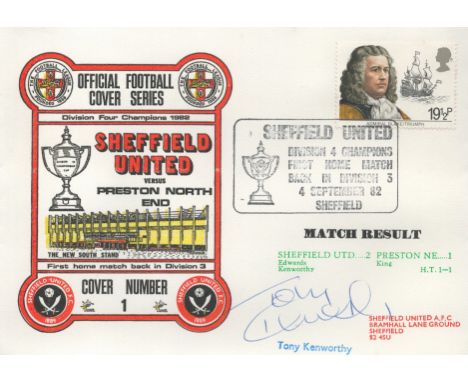 OFFICIAL FOOTBALL
COVER SERIES
Division Four Champions 1982
SHEFFIELD
UNITED
VERSUS
PRESTON NORTH
END
THE NEW SOUTH STAND
First home match back in Division 3
COVER NUMBER
1
19½P
SHEFFIELD UNITED
DIVISION 4 CHAMPIONS
FIRST HOME MATCH
BACK IN DIVISION 3
4 SEPTEMBER 82
SHEFFIELD
MATCH RESULT
SHEFFIELD UTD....2 PRESTON NE....1
Edwards King
Kenworthy H.T. 1-1
Tony Kenworthy
SHEFFIELD UNITED A.F.C
BRAMHALL LANE GROUND
SHEFFIELD
S2 4SU